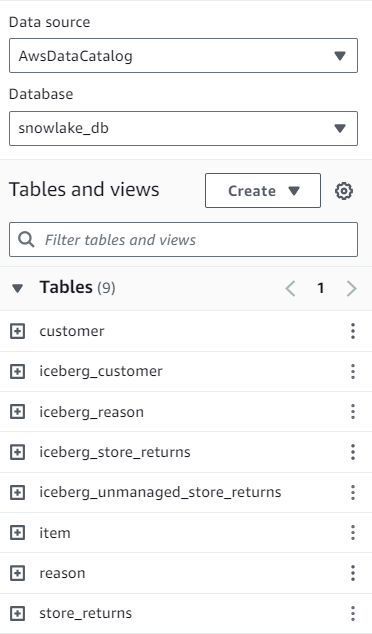 Data source
AwsDataCatalog
Database
snowlake_db
Tables and views
Create
Filter tables and views
Tables (9)
1
customer
iceberg_customer
iceberg_reason
iceberg_store_returns
iceberg_unmanaged_store_returns
item
reason
store_returns